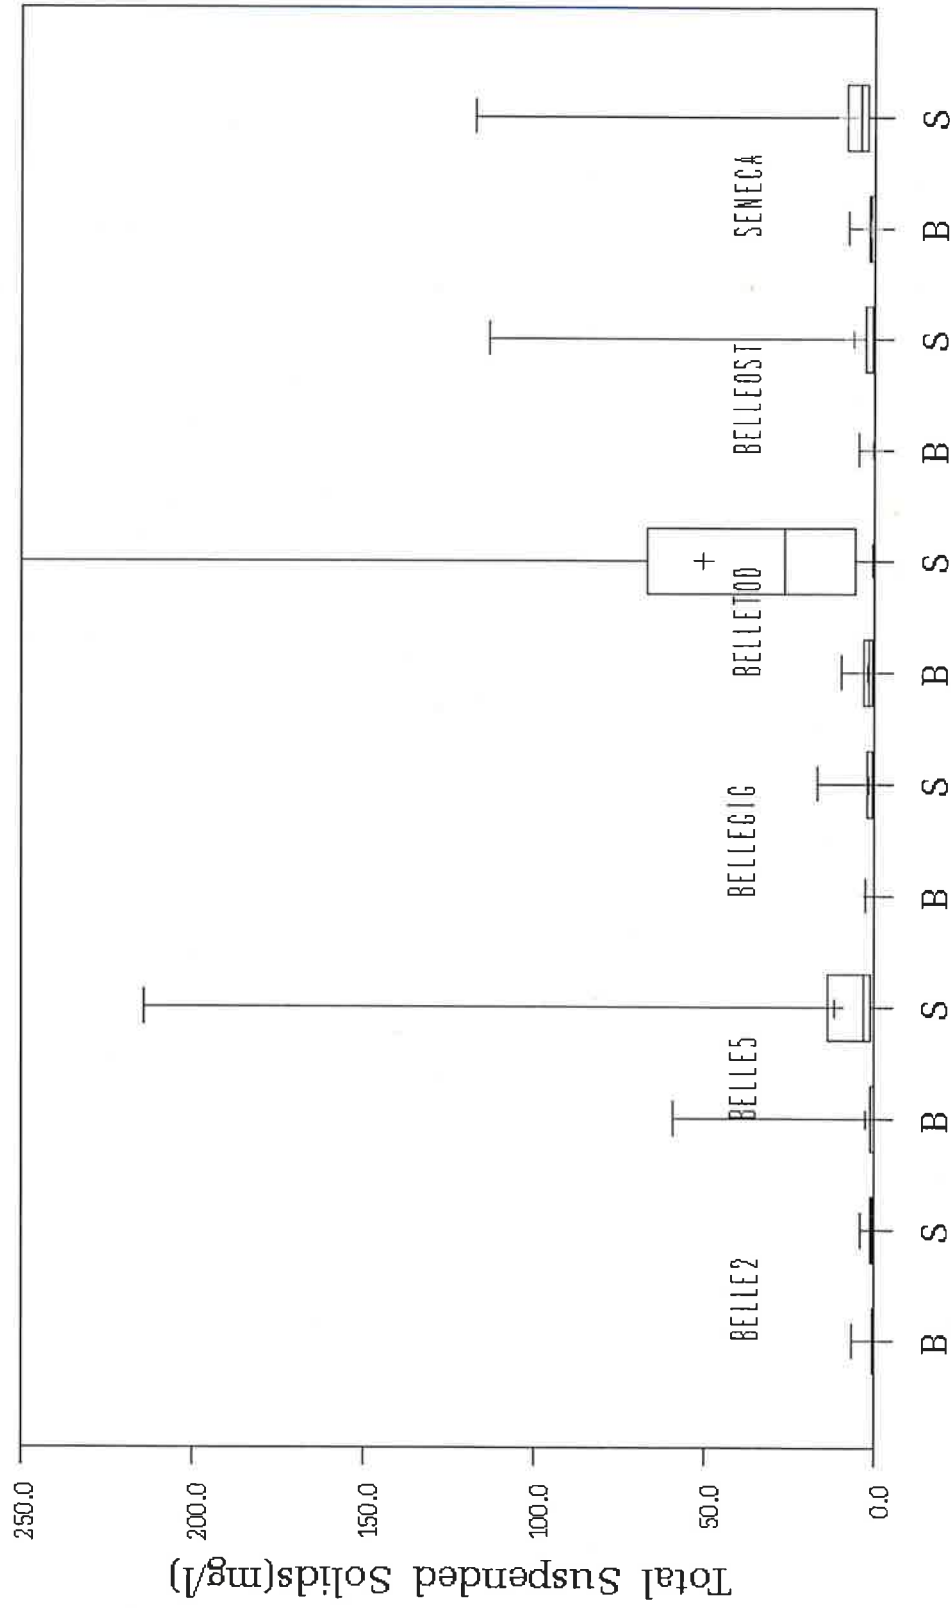 Total Suspended Solids(mg/l)
250.0
200.0
150.0
100.0
50.0
0.0
BELLE2
BELLE5
BELLEGIG
BELLETOD
BELLEOST
SENECA
B S B S B S B S B S B S